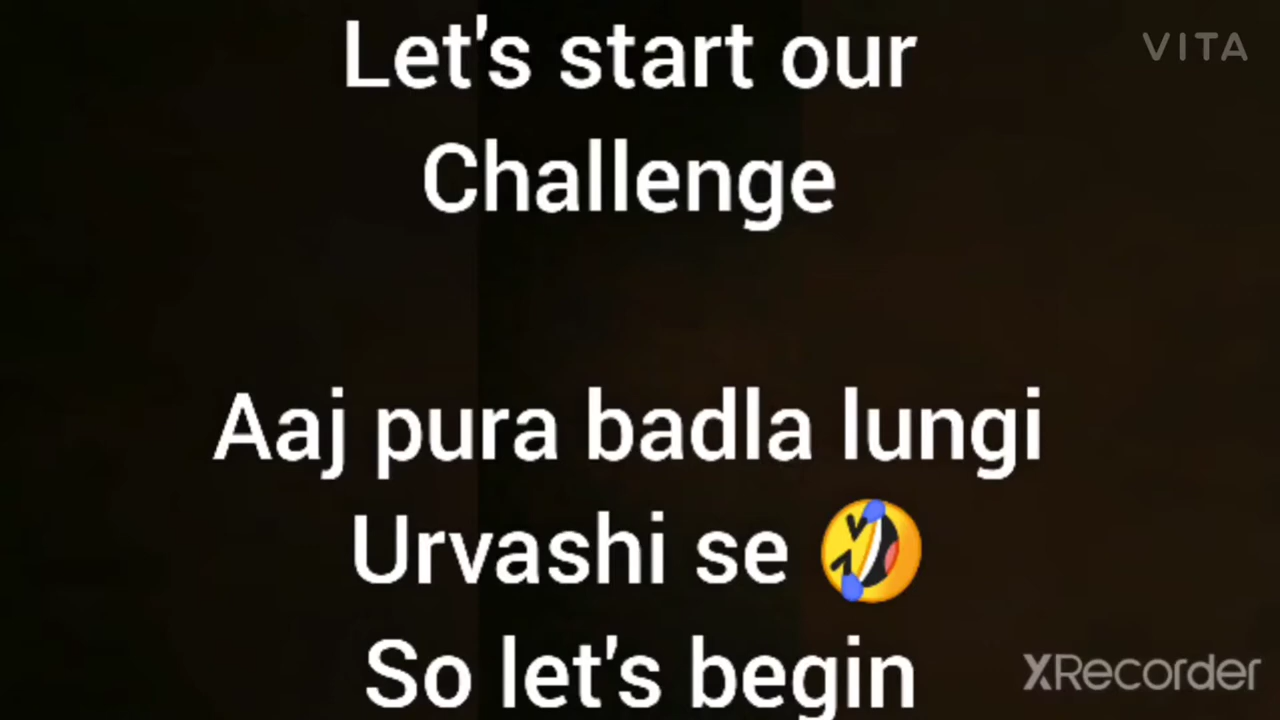 Let's start our
VITA
Challenge
Aaj pura badla lungi
Urvashi se 🤣
So let's begin
XRecorder